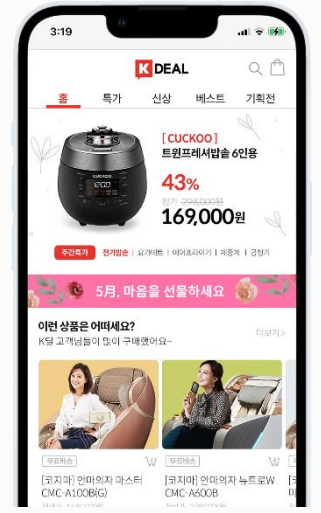 3:19
K DEAL
홈 특가 신상 베스트 기획전
CUCKOO
[CUCKOO]
트윈프레셔밥솥 6인용
43%
정가 298,000원
169,000원
주간특가 전기밥솥 | 요가매트 | 에어프라이기 | 체중계 | 공청기
5월, 마음을 선물하세요
이런 상품은 어떠세요?
K딜 고객님들이 많이 구매했어요~
더보기>
무료배송
[코지마] 안마의자 마스터
CMC-A100B(G)
무료배송
[코지마] 안마의자 뉴트로W
CMC-A600B